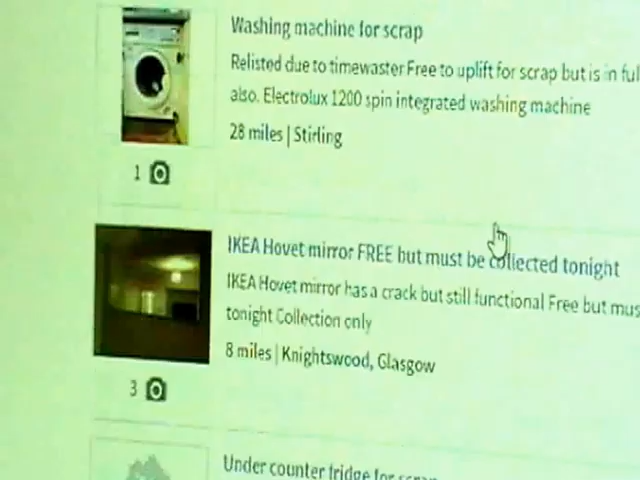 Washing machine for scrap
Relisted due to timewaster Free to uplift for scrap but is in
also. Electrolux 1200 spin integrated washing machine
28 miles | Stirling
1
IKEA Hovet mirror FREE but must be collected tonight
IKEA Hovet mirror has a crack but still functional Free but
tonight Collection only
8 miles | Knightswood, Glasgow
3
Under counter fridge for